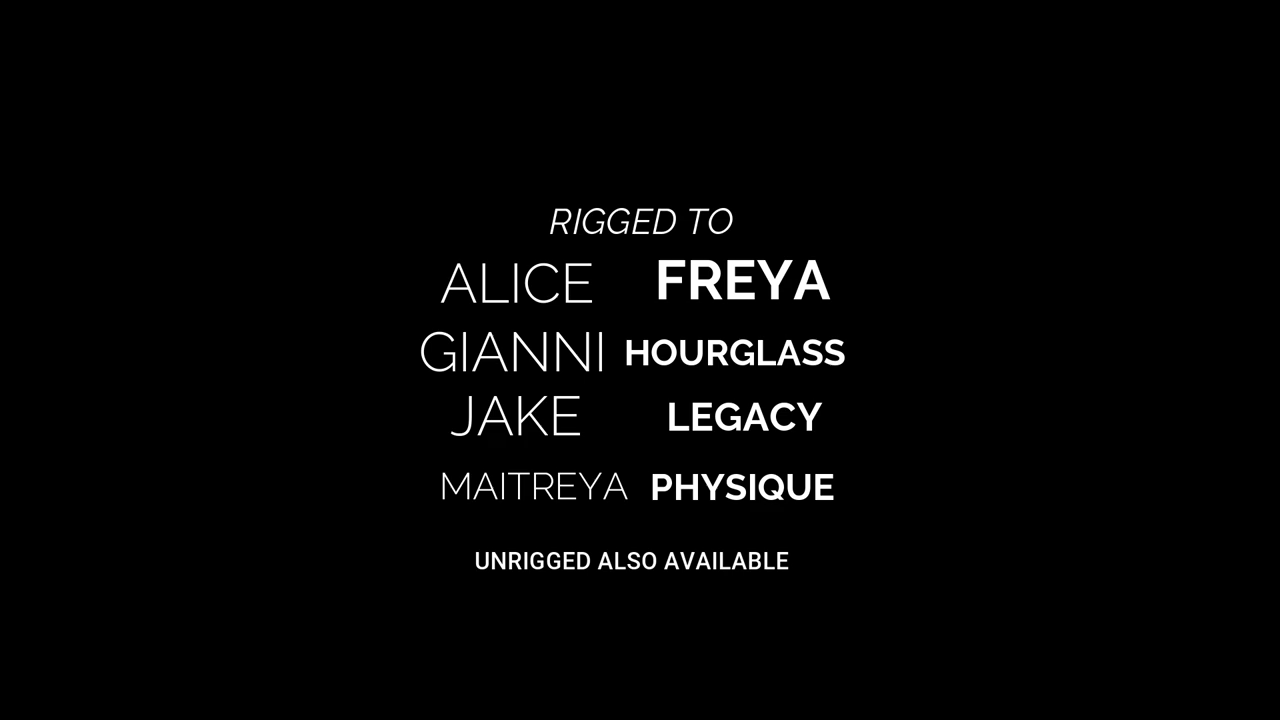 RIGGED TO
ALICE FREYA
GIANNI HOURGLASS
JAKE LEGACY
MAITREYA PHYSIQUE
UNRIGGED ALSO AVAILABLE